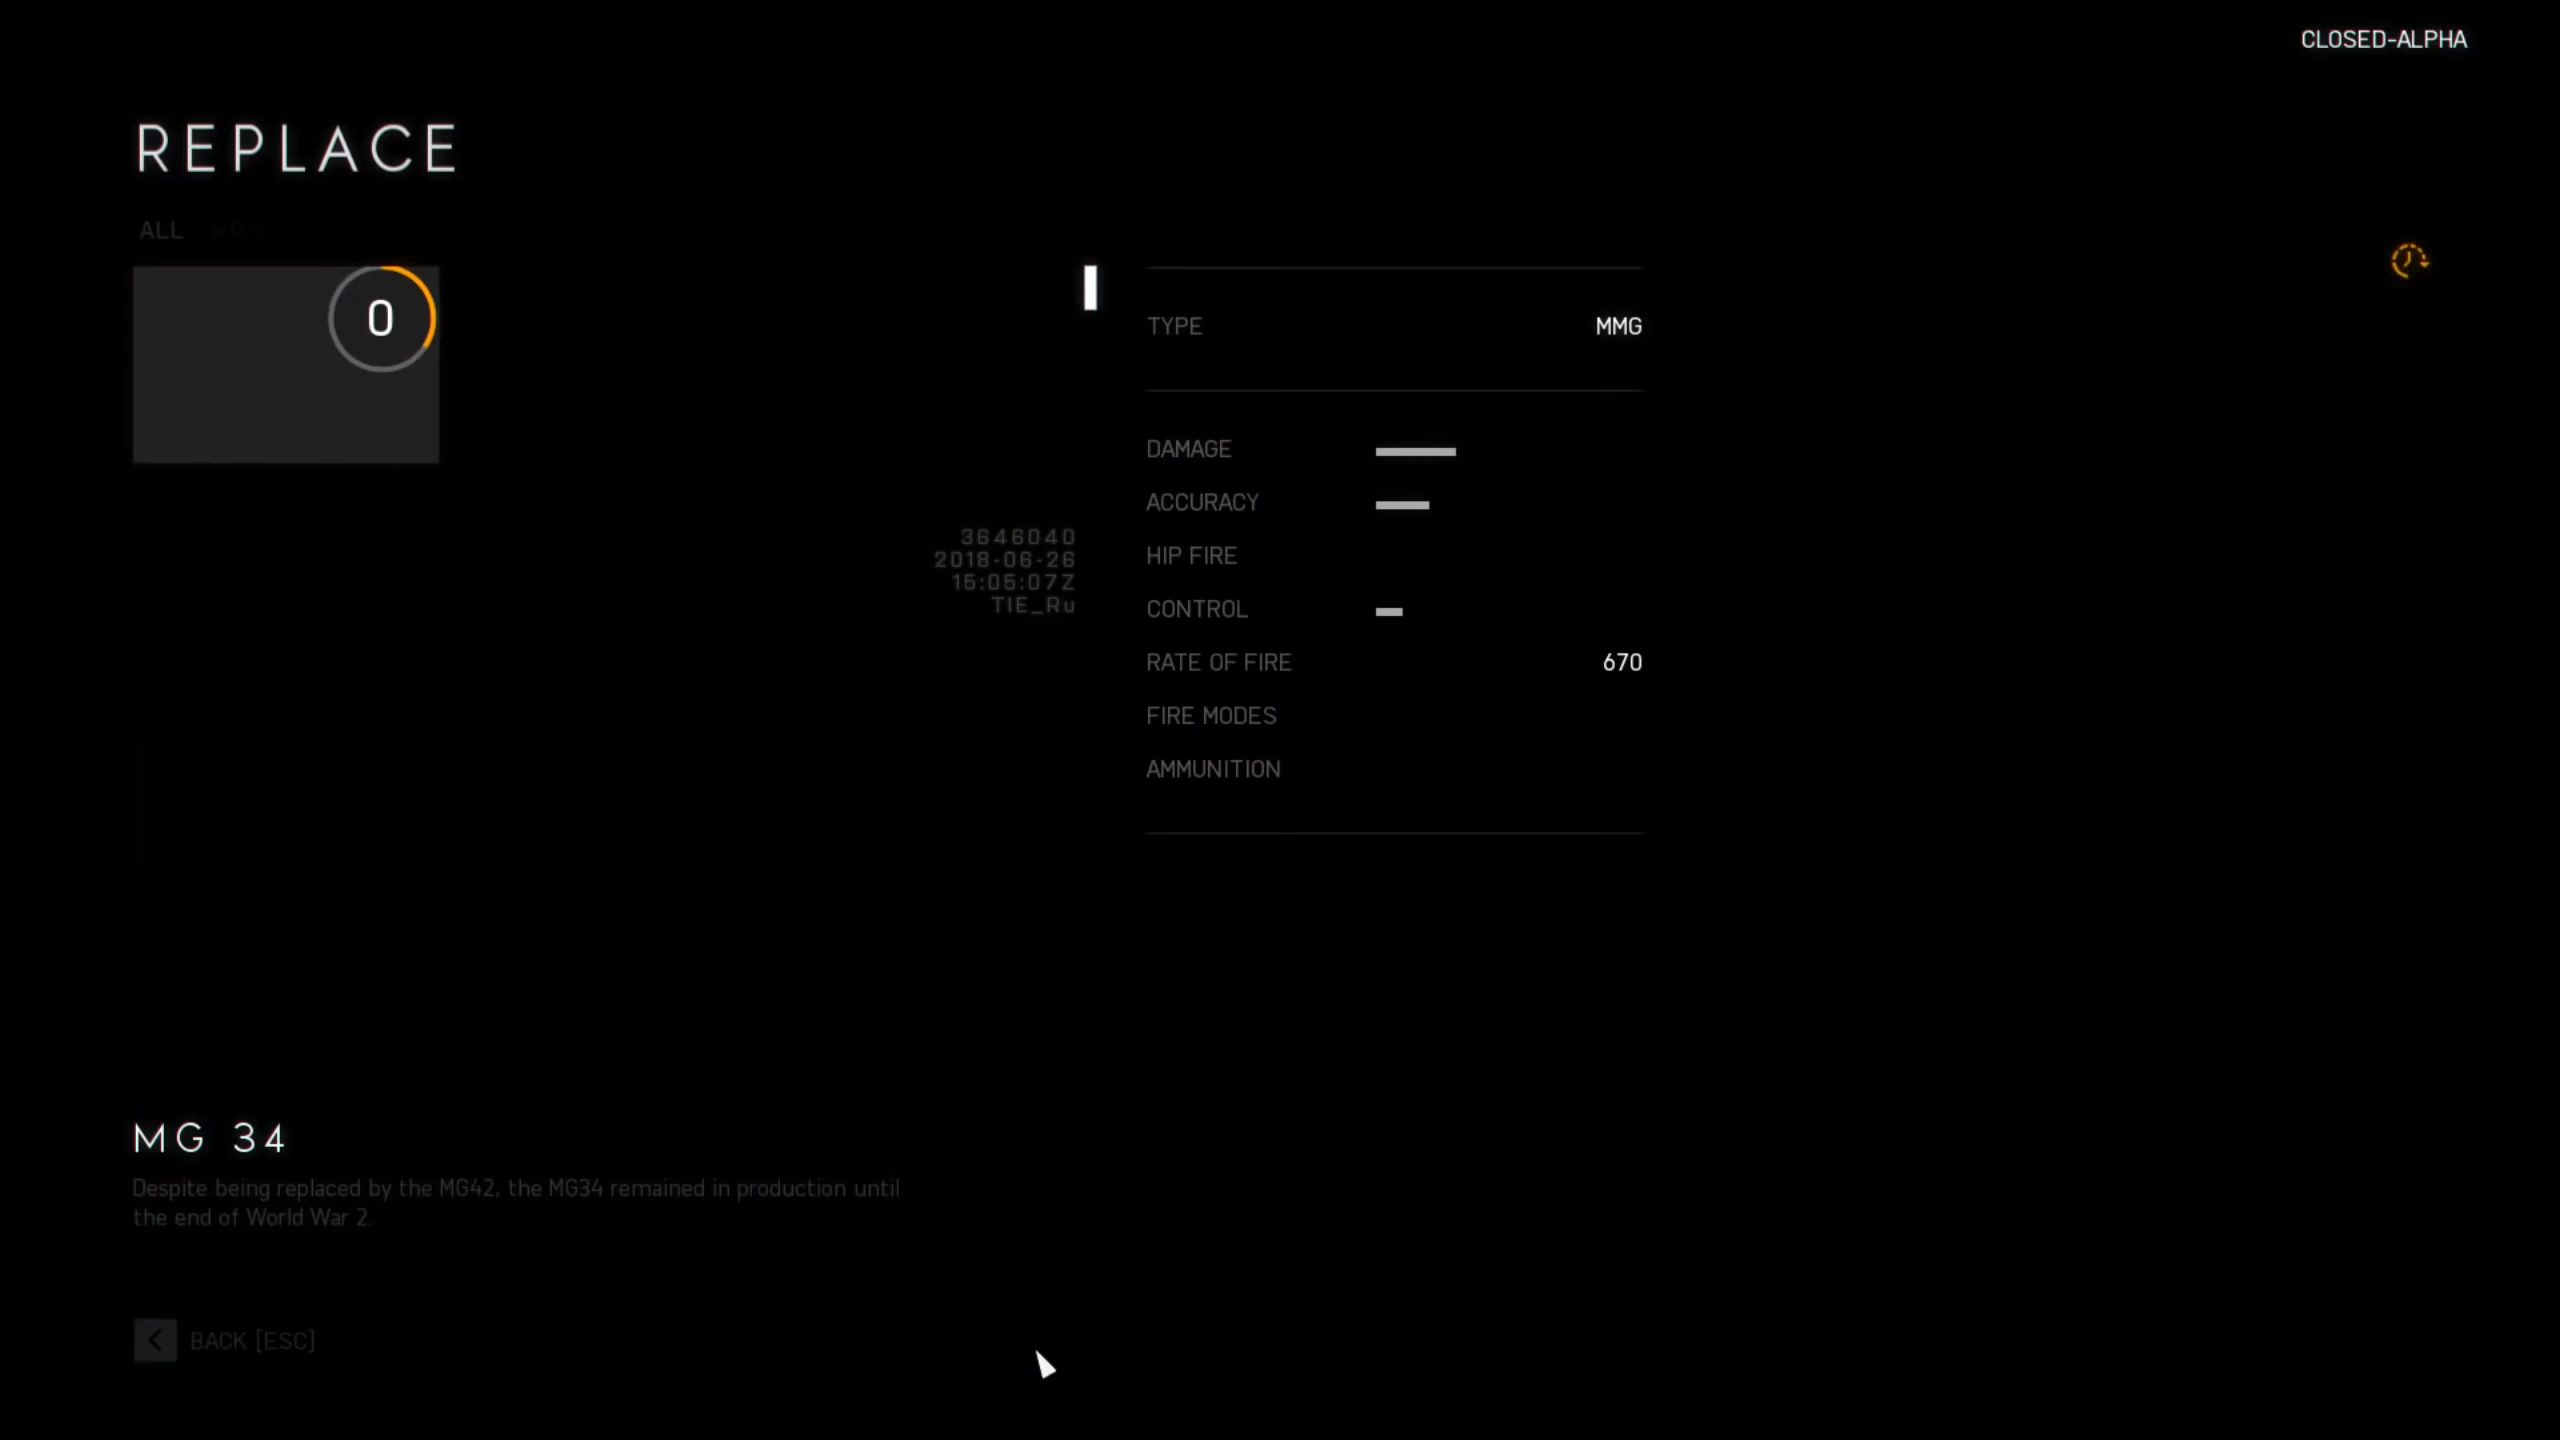 CLOSED-ALPHA
REPLACE
ALL
0
TYPE MMG
DAMAGE
ACCURACY
HIP FIRE
CONTROL
RATE OF FIRE 670
FIRE MODES
AMMUNITION
3646040
2018-06-26
15:05:07Z
TIE_Ru
MG 34
Despite being replaced by the MG42, the MG34 remained in production until
the end of World War 2.
BACK [ESC]